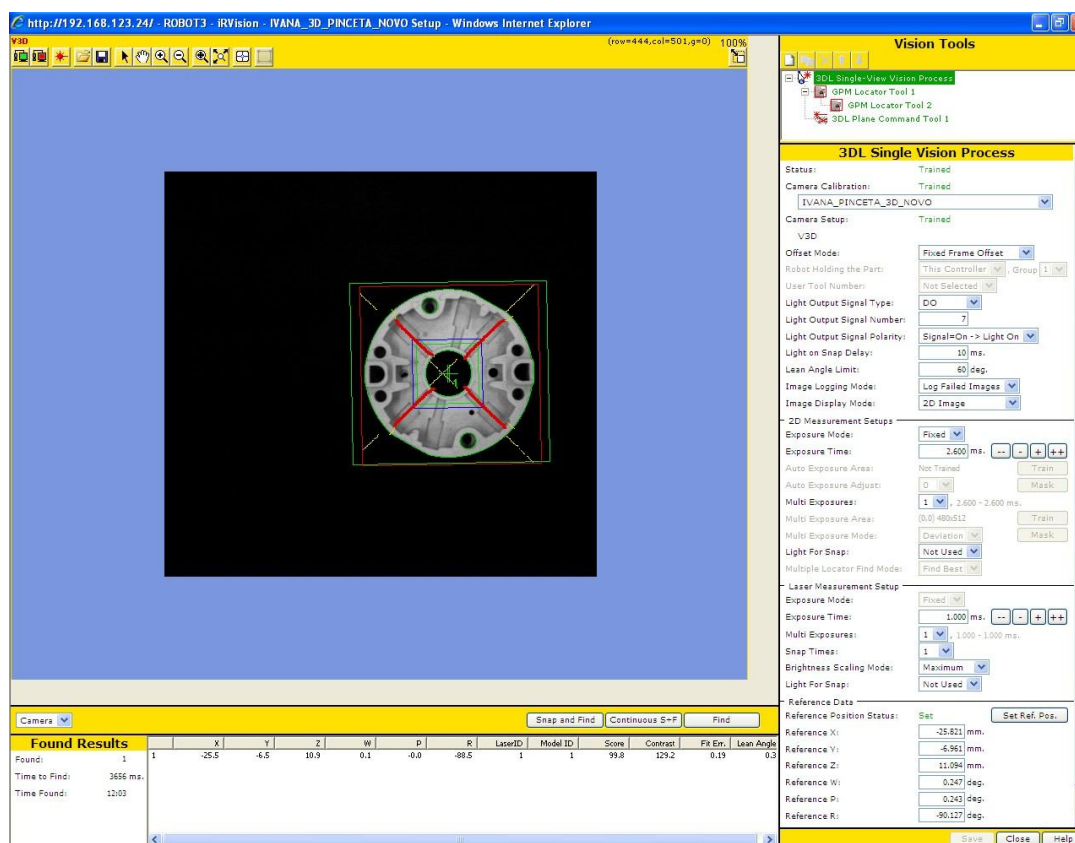 http://192.168.123.24/ - ROBOT3 - iRVision - IVANA_3D_PINCETA_NOVO Setup - Windows Internet Explorer
V3D
(row=444,col=501,g=0) 100%
Vision Tools
3DL Single-View Vision Process
GPM Locator Tool 1
GPM Locator Tool 2
3DL Plane Command Tool 1
3DL Single Vision Process
Status: Trained
Camera Calibration: Trained
IVANA_PINCETA_3D_NOVO
Camera Setup: Trained
V3D
Offset Mode: Fixed Frame Offset
Robot Holding the Part: This Controller , Group 1
User Tool Number: Not Selected
Light Output Signal Type: DO
Light Output Signal Number: 7
Light Output Signal Polarity: Signal=On -> Light On
Light on Snap Delay: 10 ms.
Lean Angle Limit: 60 deg.
Image Logging Mode: Log Failed Images
Image Display Mode: 2D Image
2D Measurement Setups
Exposure Mode: Fixed
Exposure Time: 2.600 ms. -- - + ++
Auto Exposure Area: Not Trained Train
Auto Exposure Adjust: 0 Mask
Multi Exposures: 1 , 2.600 - 2.600 ms.
Multi Exposure Area: (0,0) 480x512 Train
Multi Exposure Mode: Deviation Mask
Light For Snap: Not Used
Multiple Locator Find Mode: Find Best
Laser Measurement Setup
Exposure Mode: Fixed
Exposure Time: 1.000 ms. -- - + ++
Multi Exposures: 1 , 1.000 - 1.000 ms.
Snap Times: 1
Brightness Scaling Mode: Maximum
Light For Snap: Not Used
Reference Data
Reference Position Status: Set Set Ref. Pos.
Reference X: -25.821 mm.
Reference Y: -6.961 mm.
Reference Z: 11.094 mm.
Reference W: 0.247 deg.
Reference P: 0.243 deg.
Reference R: -90.127 deg.
Save Close Help
1
Camera Snap and Find Continuous S+F Find
Found Results
Found: 1
Time to Find: 3656 ms.
Time Found: 12:03
X Y Z W P R LaserID Model ID Score Contrast Fit Err. Lean Angle
1 -25.5 -6.5 10.9 0.1 -0.0 -88.5 1 1 99.8 129.2 0.19 0.3